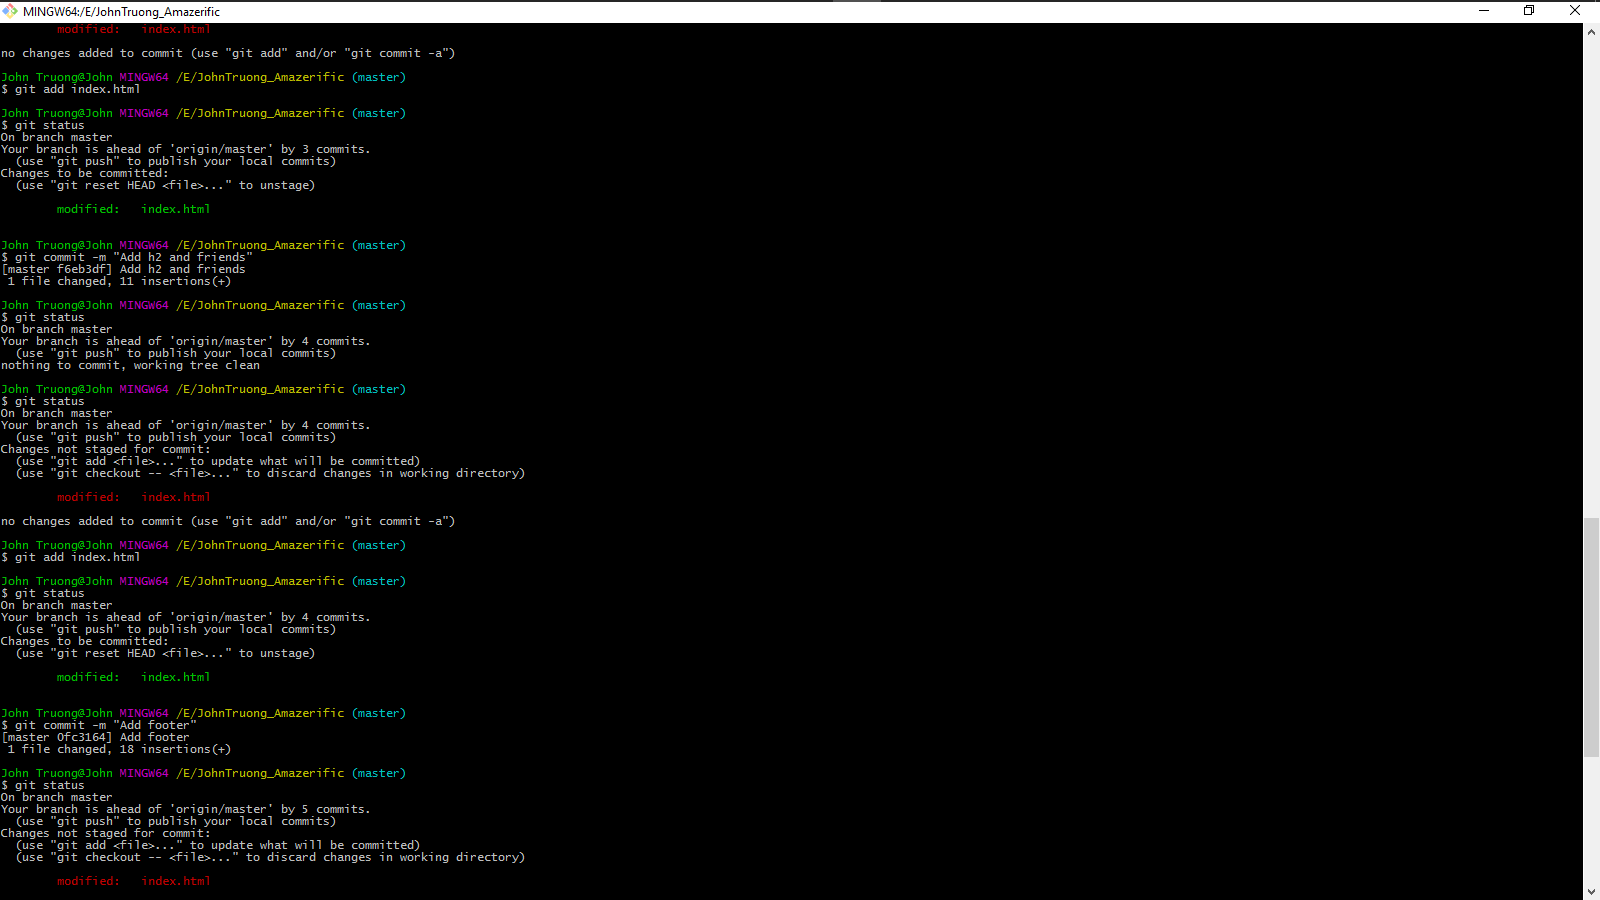 MINGW64:/E/JohnTruong_Amazerific
modified:   index.html
no changes added to commit (use "git add" and/or "git commit -a")
John Truong@John MINGW64 /E/JohnTruong_Amazerific (master)
$ git add index.html
John Truong@John MINGW64 /E/JohnTruong_Amazerific (master)
$ git status
On branch master
Your branch is ahead of 'origin/master' by 3 commits.
  (use "git push" to publish your local commits)
Changes to be committed:
  (use "git reset HEAD <file>..." to unstage)
modified:   index.html
John Truong@John MINGW64 /E/JohnTruong_Amazerific (master)
$ git commit -m "Add h2 and friends"
[master f6eb3df] Add h2 and friends
 1 file changed, 11 insertions(+)
John Truong@John MINGW64 /E/JohnTruong_Amazerific (master)
$ git status
On branch master
Your branch is ahead of 'origin/master' by 4 commits.
  (use "git push" to publish your local commits)
nothing to commit, working tree clean
John Truong@John MINGW64 /E/JohnTruong_Amazerific (master)
$ git status
On branch master
Your branch is ahead of 'origin/master' by 4 commits.
  (use "git push" to publish your local commits)
Changes not staged for commit:
  (use "git add <file>..." to update what will be committed)
  (use "git checkout -- <file>..." to discard changes in working directory)
modified:   index.html
no changes added to commit (use "git add" and/or "git commit -a")
John Truong@John MINGW64 /E/JohnTruong_Amazerific (master)
$ git add index.html
John Truong@John MINGW64 /E/JohnTruong_Amazerific (master)
$ git status
On branch master
Your branch is ahead of 'origin/master' by 4 commits.
  (use "git push" to publish your local commits)
Changes to be committed:
  (use "git reset HEAD <file>..." to unstage)
modified:   index.html
John Truong@John MINGW64 /E/JohnTruong_Amazerific (master)
$ git commit -m "Add footer"
[master 0fc3164] Add footer
 1 file changed, 18 insertions(+)
John Truong@John MINGW64 /E/JohnTruong_Amazerific (master)
$ git status
On branch master
Your branch is ahead of 'origin/master' by 5 commits.
  (use "git push" to publish your local commits)
Changes not staged for commit:
  (use "git add <file>..." to update what will be committed)
  (use "git checkout -- <file>..." to discard changes in working directory)
modified:   index.html